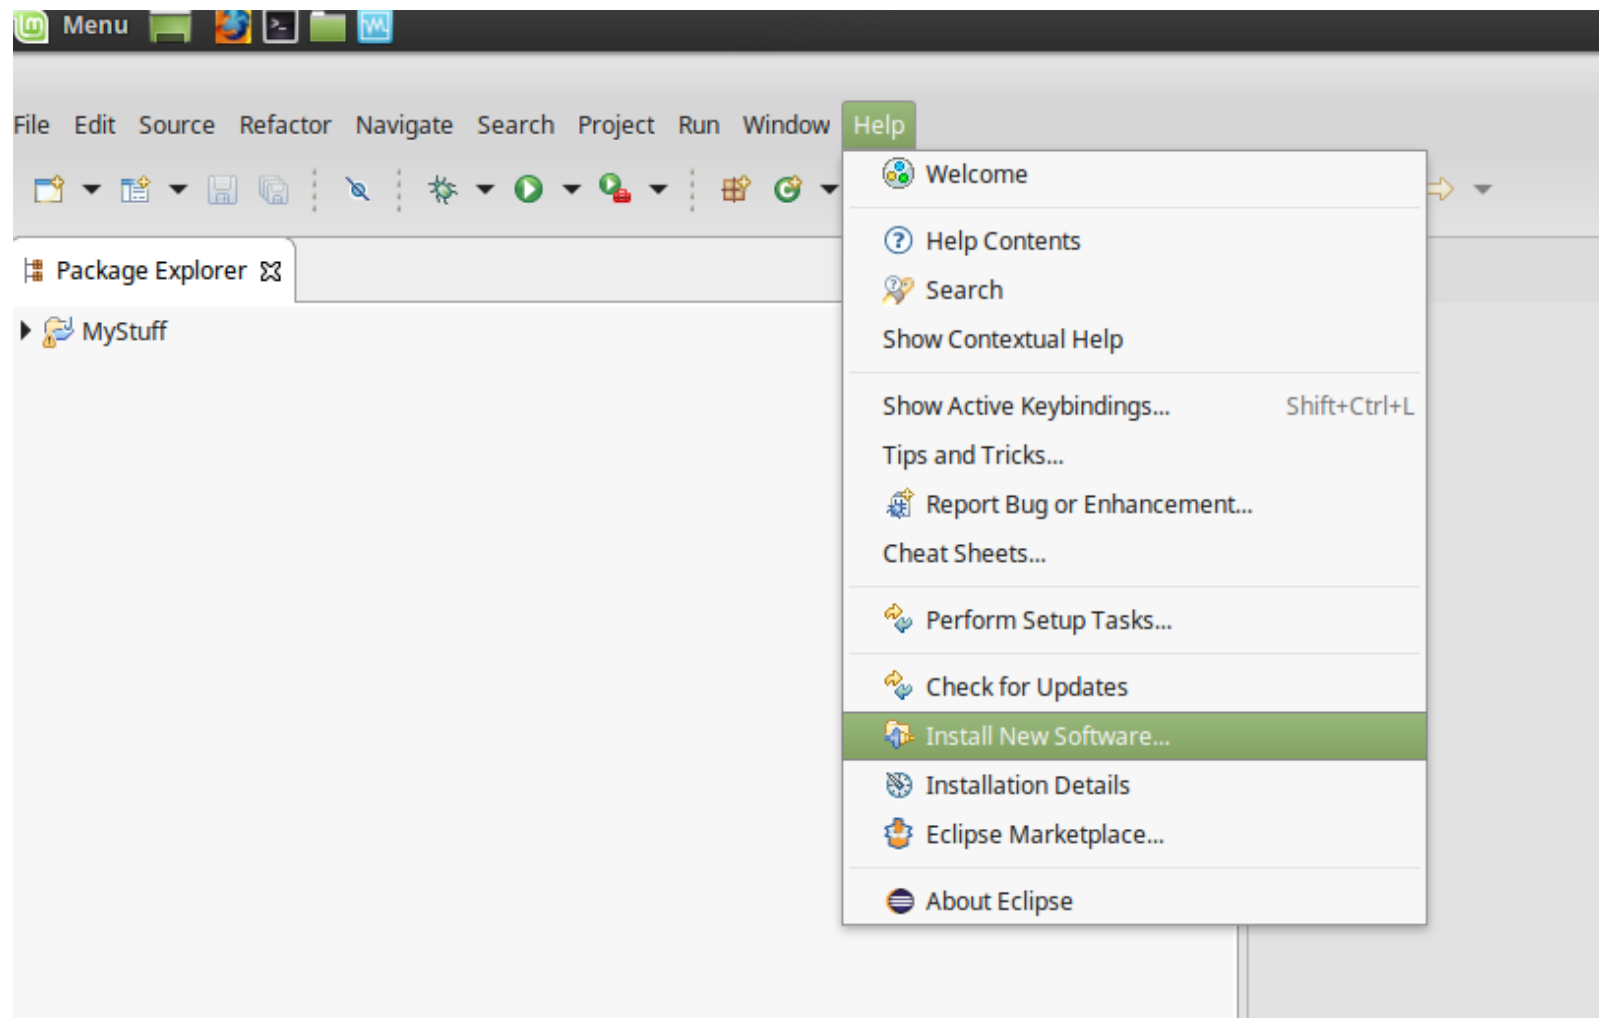 Menu
File Edit Source Refactor Navigate Search Project Run Window Help
Welcome
Help Contents
Package Explorer
Search
MyStuff
Show Contextual Help
Show Active Keybindings... Shift+Ctrl+L
Tips and Tricks...
Report Bug or Enhancement...
Cheat Sheets...
Perform Setup Tasks...
Check for Updates
Install New Software...
Installation Details
Eclipse Marketplace...
About Eclipse